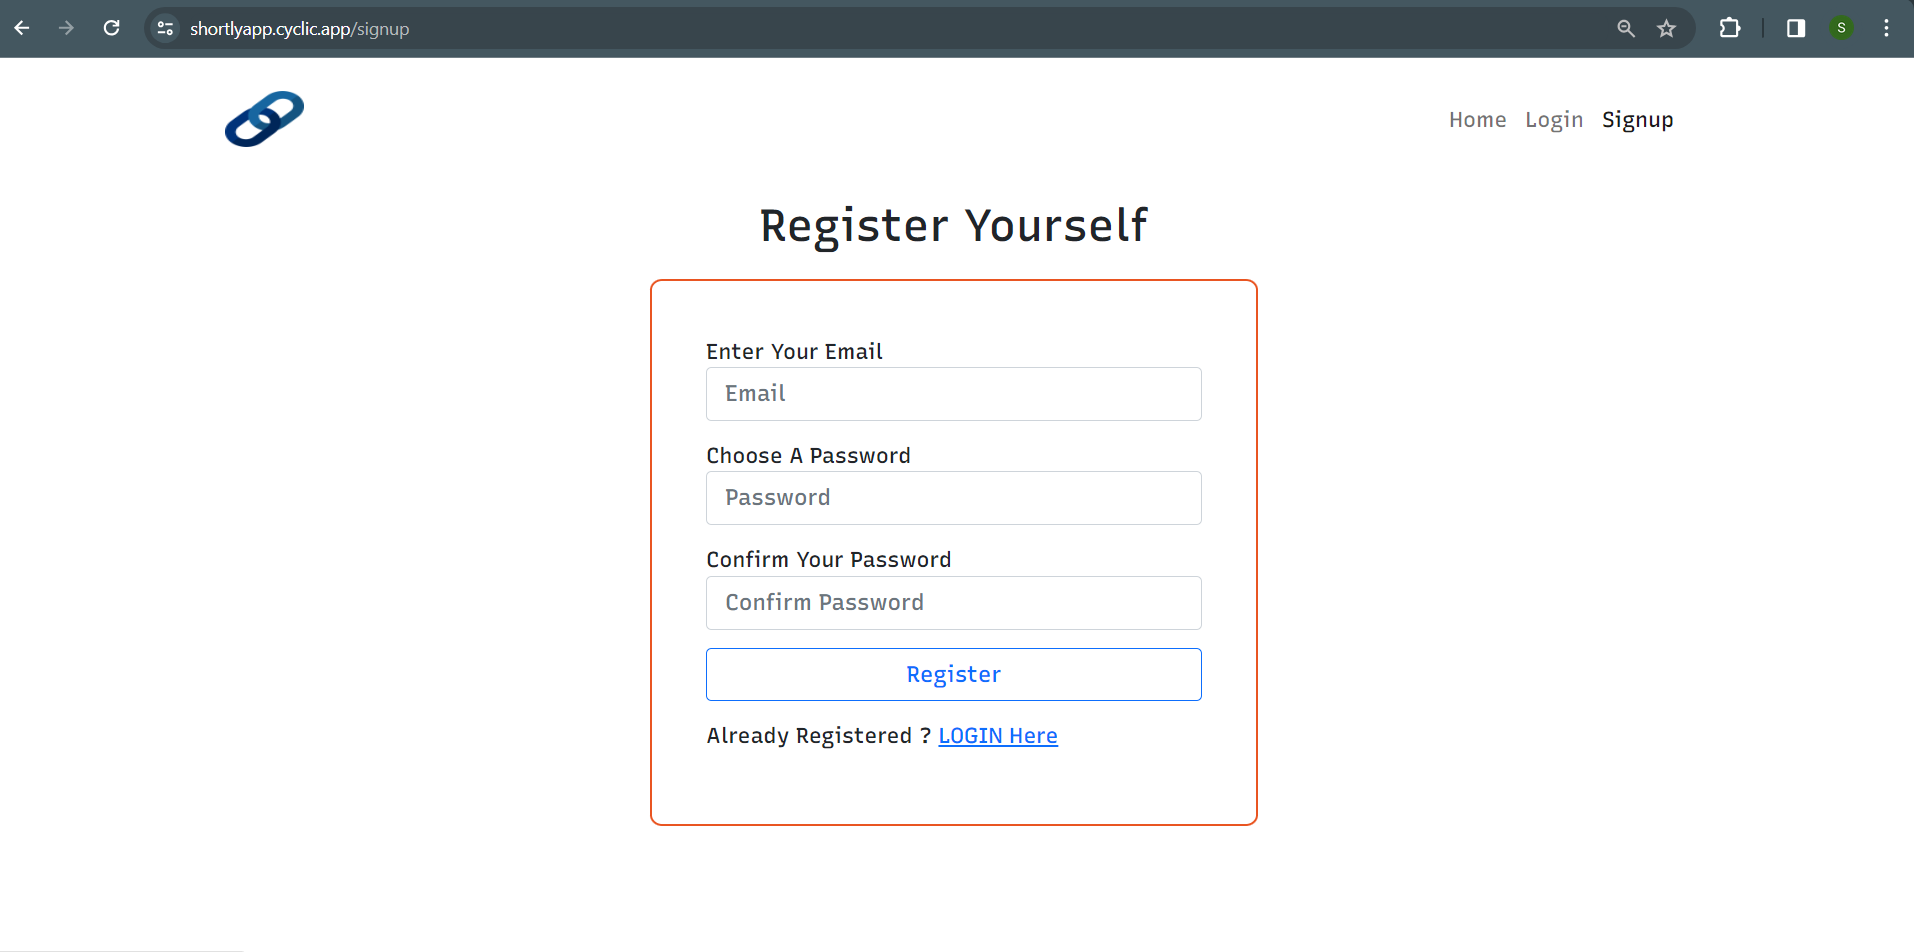 shortlyapp.cyclic.app/signup
S
Home Login Signup
Register Yourself
Enter Your Email
Email
Choose A Password
Password
Confirm Your Password
Confirm Password
Register
Already Registered ? LOGIN Here